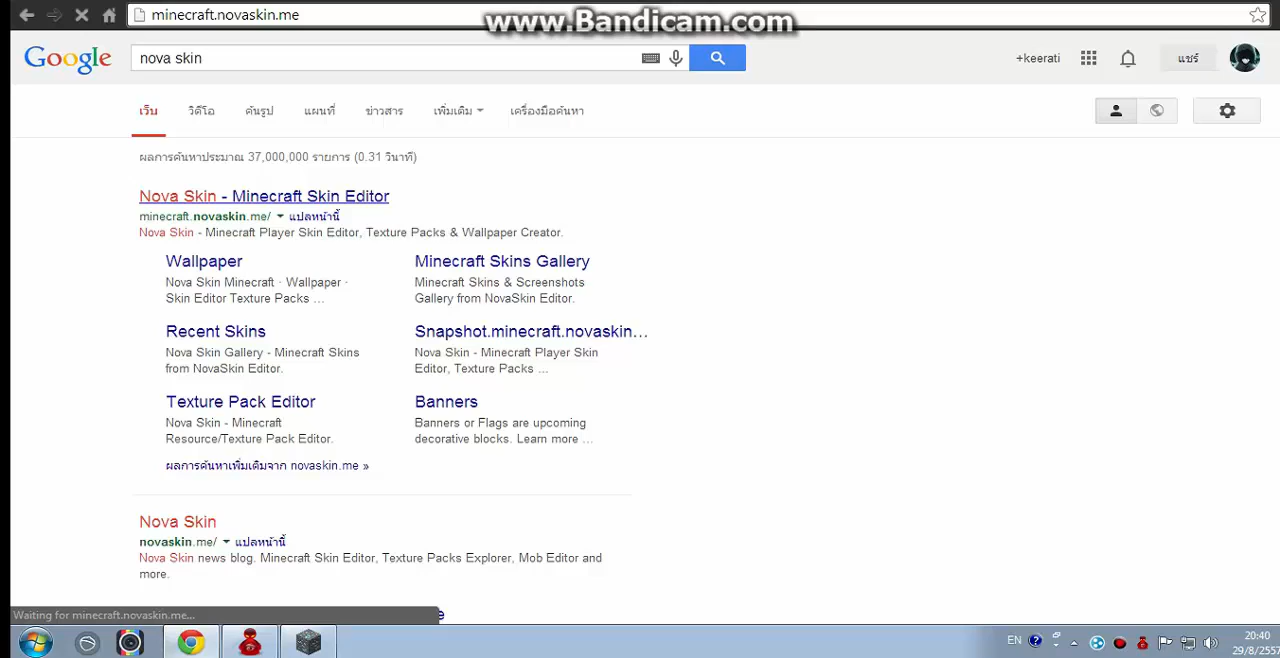 minecraft.novaskin.me
www.Bandicam.com
Google
nova skin
+keerati
แชร์
เว็บ วิดีโอ ค้นรูป แผนที่ ข่าวสาร เพิ่มเติม เครื่องมือค้นหา
ผลการค้นหาประมาณ 37,000,000 รายการ (0.31 วินาที)
Nova Skin - Minecraft Skin Editor
minecraft.novaskin.me/ แปลหน้านี้
Nova Skin - Minecraft Player Skin Editor, Texture Packs & Wallpaper Creator.
Wallpaper
Nova Skin Minecraft · Wallpaper ·
Skin Editor Texture Packs ...
Minecraft Skins Gallery
Minecraft Skins & Screenshots
Gallery from NovaSkin Editor.
Recent Skins
Nova Skin Gallery - Minecraft Skins
from NovaSkin Editor.
Snapshot.minecraft.novaskin...
Nova Skin - Minecraft Player Skin
Editor, Texture Packs ...
Texture Pack Editor
Nova Skin - Minecraft
Resource/Texture Pack Editor.
Banners
Banners or Flags are upcoming
decorative blocks. Learn more ...
ผลการค้นหาเพิ่มเติมจาก novaskin.me »
Nova Skin
novaskin.me/ แปลหน้านี้
Nova Skin news blog. Minecraft Skin Editor, Texture Packs Explorer, Mob Editor and
more.
Waiting for minecraft.novaskin.me...
EN
20:40
29/8/2557